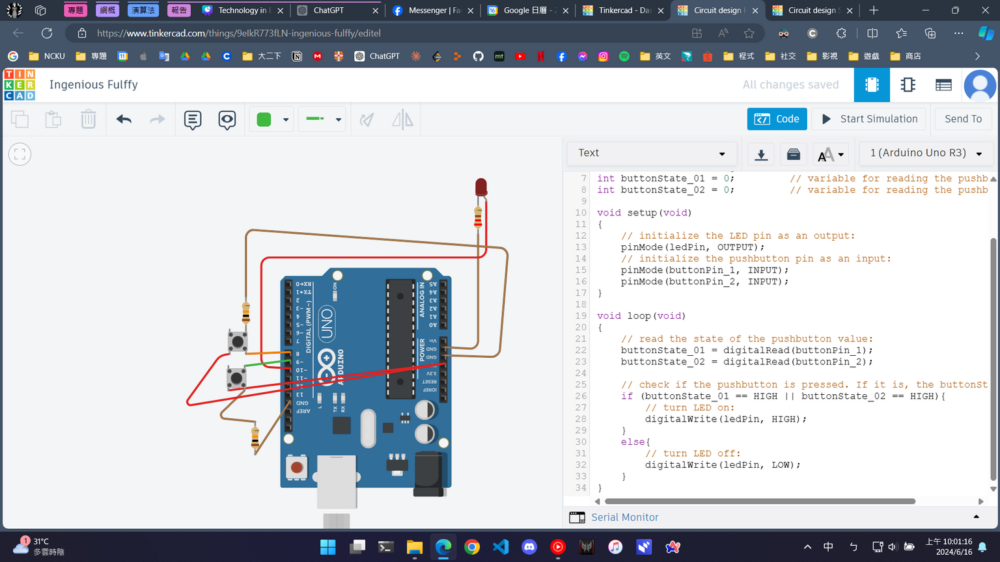 專題
網概
演算法
報告
Technology in E
ChatGPT
Messenger | Fa
Google 日曆 - 2
Tinkercad - Das
Circuit design I
Circuit design S
https://www.tinkercad.com/things/9eIkR773fLN-ingenious-fulffy/editel
NCKU
專題
大二下
ChatGPT
英文
程式
社交
影視
遊戲
商店
TIN
KER
CAD
Ingenious Fulffy
All changes saved
Code
Start Simulation
Send To
Text
1 (Arduino Uno R3)
7 int buttonState_01 = 0; // variable for reading the pushb
8 int buttonState_02 = 0; // variable for reading the pushb
9
10 void setup(void)
11 {
12 // initialize the LED pin as an output:
13 pinMode(ledPin, OUTPUT);
14 // initialize the pushbutton pin as an input:
15 pinMode(buttonPin_1, INPUT);
16 pinMode(buttonPin_2, INPUT);
17 }
18
19 void loop(void)
20 {
21 // read the state of the pushbutton value:
22 buttonState_01 = digitalRead(buttonPin_1);
23 buttonState_02 = digitalRead(buttonPin_2);
24
25 // check if the pushbutton is pressed. If it is, the buttonSt
26 if (buttonState_01 == HIGH || buttonState_02 == HIGH){
27 // turn LED on:
28 digitalWrite(ledPin, HIGH);
29 }
30 else{
31 // turn LED off:
32 digitalWrite(ledPin, LOW);
33 }
34 }
Serial Monitor
RX←0
TX→1
2
~3
4
~5
~6
7
8
~9
~10
~11
13
GND
AREF
DIGITAL (PWM~)
ON
UNO
ARDUINO
L
TX
RX
ANALOG IN
A5
A4
A3
A2
A1
A0
POWER
Vin
GND
GND
3.3V
RESET
IOREF
1
31°C
多雲時陰
中
ㄣ
上午 10:01:16
2024/6/16